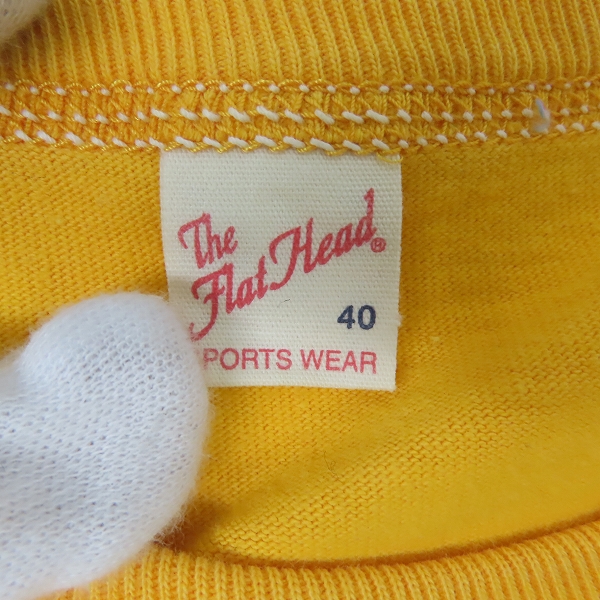 The
Flat Head®
40
PORTS WEAR